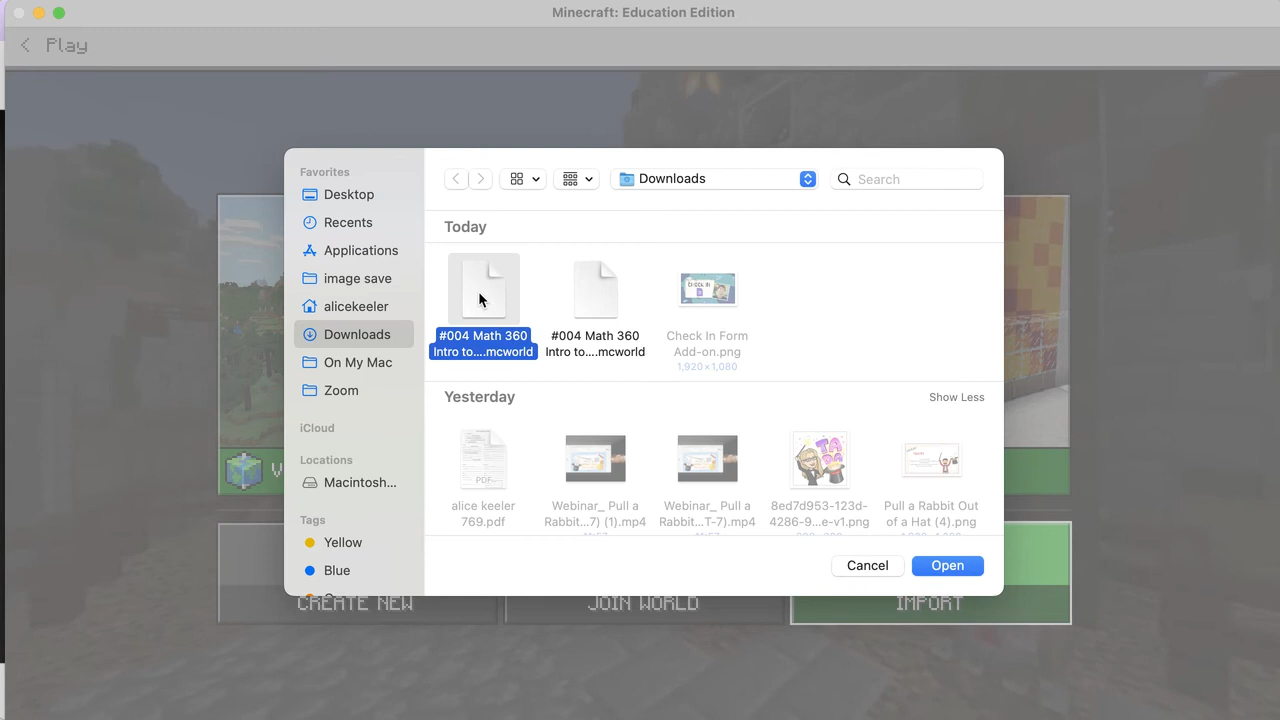 Minecraft: Education Edition
Play
Favorites
Desktop
Recents
Applications
image save
alicekeeler
Downloads
On My Mac
Zoom
iCloud
Locations
Macintosh...
Tags
Yellow
Blue
Downloads
Search
Today
#004 Math 360
Intro to....mcworld
#004 Math 360
Intro to....mcworld
Check In Form
Add-on.png
1,920×1,080
Yesterday
Show Less
PDF
alice keeler
769.pdf
Webinar_ Pull a
Rabbit...7) (1).mp4
Webinar_ Pull a
Rabbit...T-7).mp4
8ed7d953-123d-
4286-9...e-v1.png
Pull a Rabbit Out
of a Hat (4).png
Cancel
Open
CREATE NEW
JOIN WORLD
IMPORT